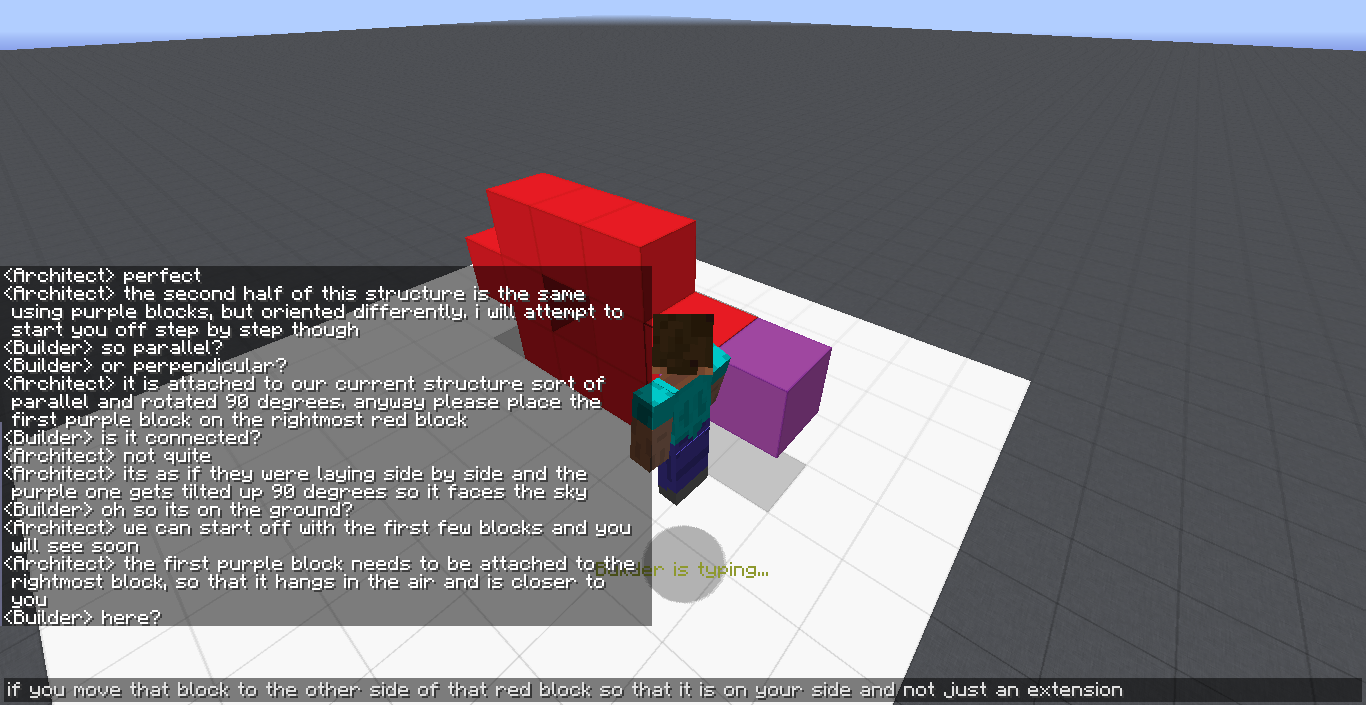 <Architect> perfect
<Architect> the second half of this structure is the same
using purple blocks, but oriented differently. i will attempt to
start you off step by step though
<Builder> so parallel?
<Builder> or perpendicular?
<Architect> it is attached to our current structure sort of
parallel and rotated 90 degrees. anyway please place the
first purple block on the rightmost red block
<Builder> is it connected?
<Architect> not quite
<Architect> its as if they were laying side by side and the
purple one gets tilted up 90 degrees so it faces the sky
<Builder> oh so its on the ground?
<Architect> we can start off with the first few blocks and you
will see soon
<Architect> the first purple block needs to be attached to the
rightmost block, so that it hangs in the air and is closer to
you
<Builder> here?
Builder is typing...
if you move that block to the other side of that red block so that it is on your side and not just an extension